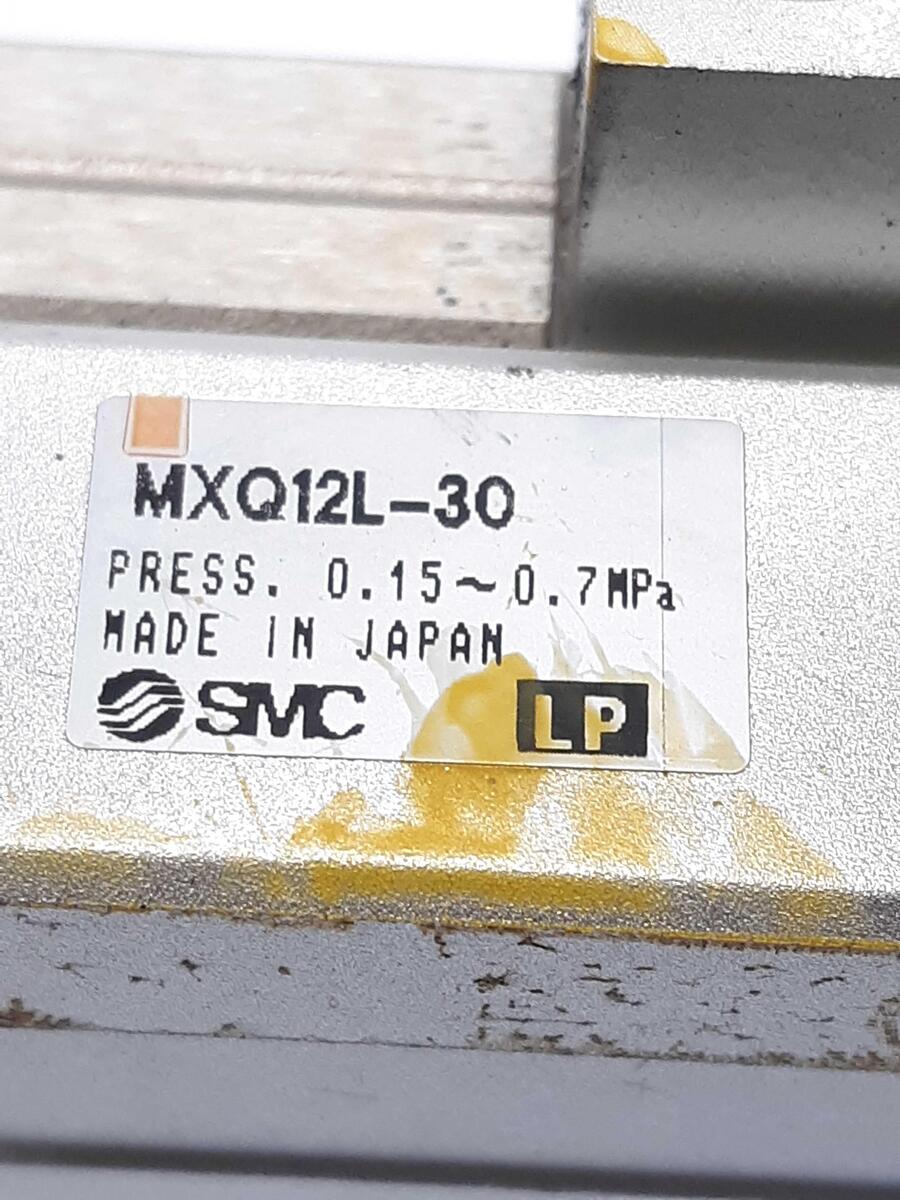 MXQ12L-30
PRESS. 0.15~0.7MPa
MADE IN JAPAN
SMC LP